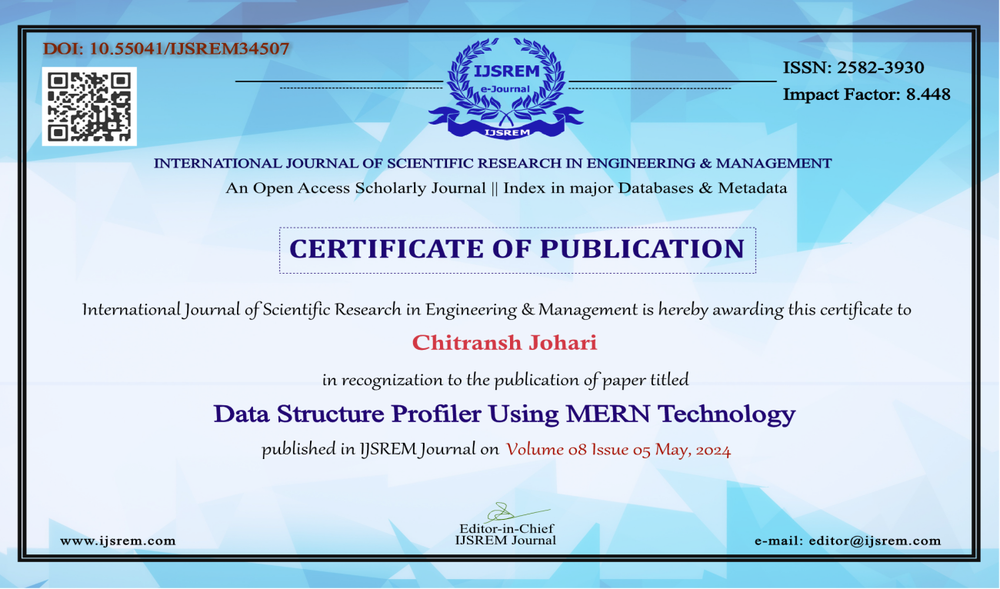 DOI: 10.55041/IJSREM34507
IJSREM
e-Journal
IJSREM
ISSN: 2582-3930
Impact Factor: 8.448
INTERNATIONAL JOURNAL OF SCIENTIFIC RESEARCH IN ENGINEERING & MANAGEMENT
An Open Access Scholarly Journal || Index in major Databases & Metadata
CERTIFICATE OF PUBLICATION
International Journal of Scientific Research in Engineering & Management is hereby awarding this certificate to
Chitransh Johari
in recognization to the publication of paper titled
Data Structure Profiler Using MERN Technology
published in IJSREM Journal on Volume 08 Issue 05 May, 2024
Editor-in-Chief
IJSREM Journal
www.ijsrem.com
e-mail: editor@ijsrem.com